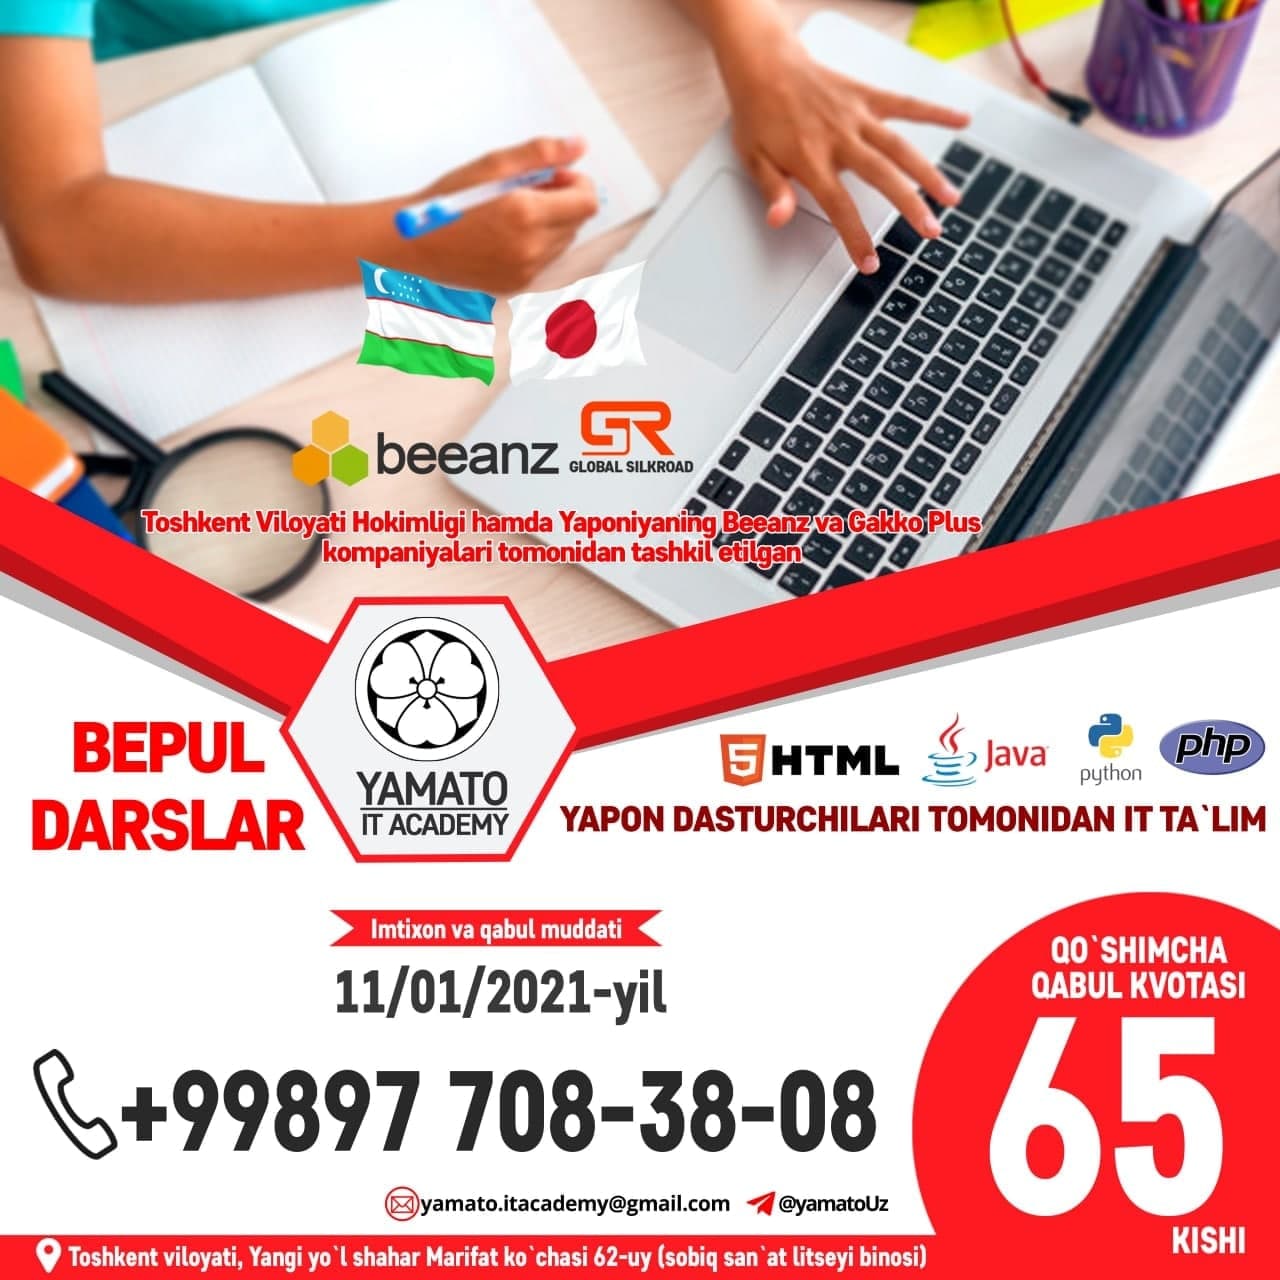 beeanz
GR
GLOBAL SILKROAD
Toshkent Viloyati Hokimligi hamda Yaponiyaning Beeanz va Gakko Plus
kompaniyalari tomonidan tashkil etilgan
BEPUL
DARSLAR
YAMATO
IT ACADEMY
5 HTML
Java
python
php
YAPON DASTURCHILARI TOMONIDAN IT TA`LIM
Imtixon va qabul muddati
11/01/2021-yil
+99897 708-38-08
QO`SHIMCHA
QABUL KVOTASI
65
KISHI
yamato.itacademy@gmail.com @yamatoUz
Toshkent viloyati, Yangi yo`l shahar Marifat ko`chasi 62-uy (sobiq san`at litseyi binosi)